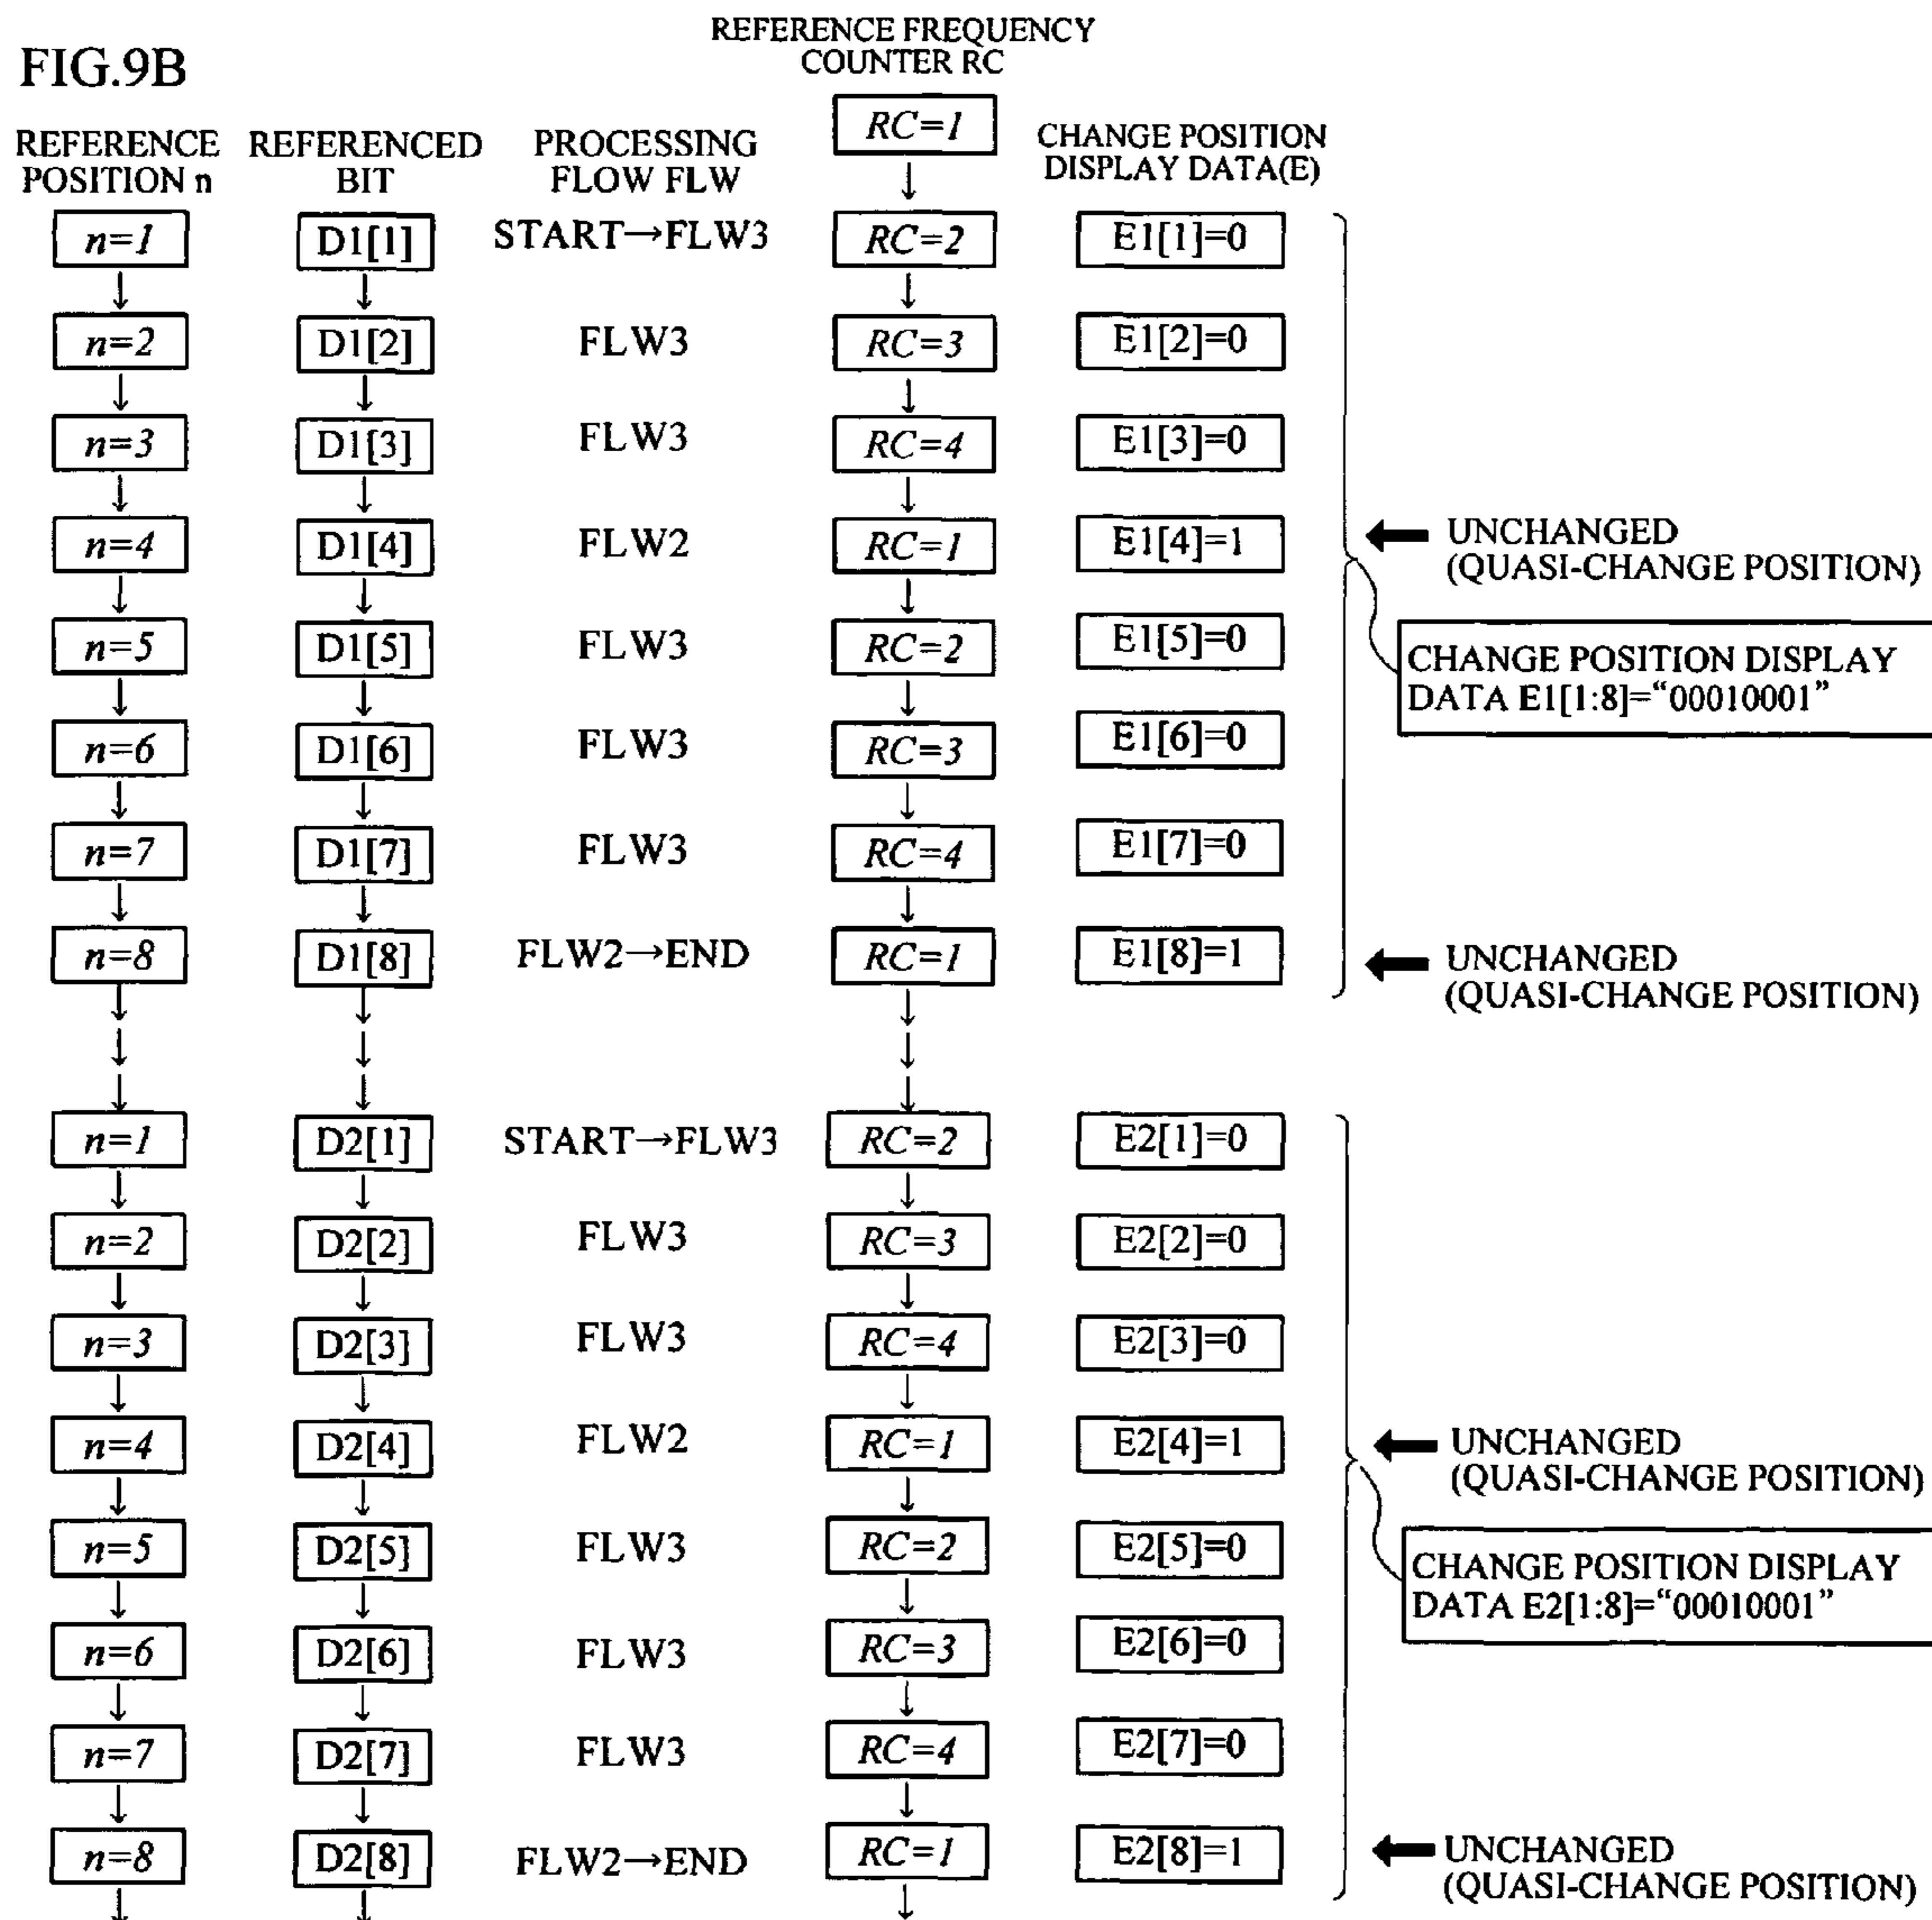 FIG.9B
REFERENCE FREQUENCY
COUNTER RC
RC=1
REFERENCE
POSITION n
REFERENCED
BIT
PROCESSING
FLOW FLW
CHANGE POSITION
DISPLAY DATA(E)
n=1 D1[1] START→FLW3 RC=2 E1[1]=0
n=2 D1[2] FLW3 RC=3 E1[2]=0
n=3 D1[3] FLW3 RC=4 E1[3]=0
n=4 D1[4] FLW2 RC=1 E1[4]=1
UNCHANGED
(QUASI-CHANGE POSITION)
n=5 D1[5] FLW3 RC=2 E1[5]=0
CHANGE POSITION DISPLAY
DATA E1[1:8]=“00010001”
n=6 D1[6] FLW3 RC=3 E1[6]=0
n=7 D1[7] FLW3 RC=4 E1[7]=0
n=8 D1[8] FLW2→END RC=1 E1[8]=1
UNCHANGED
(QUASI-CHANGE POSITION)
n=1 D2[1] START→FLW3 RC=2 E2[1]=0
n=2 D2[2] FLW3 RC=3 E2[2]=0
n=3 D2[3] FLW3 RC=4 E2[3]=0
n=4 D2[4] FLW2 RC=1 E2[4]=1
UNCHANGED
(QUASI-CHANGE POSITION)
n=5 D2[5] FLW3 RC=2 E2[5]=0
CHANGE POSITION DISPLAY
DATA E2[1:8]=“00010001”
n=6 D2[6] FLW3 RC=3 E2[6]=0
n=7 D2[7] FLW3 RC=4 E2[7]=0
n=8 D2[8] FLW2→END RC=1 E2[8]=1
UNCHANGED
(QUASI-CHANGE POSITION)